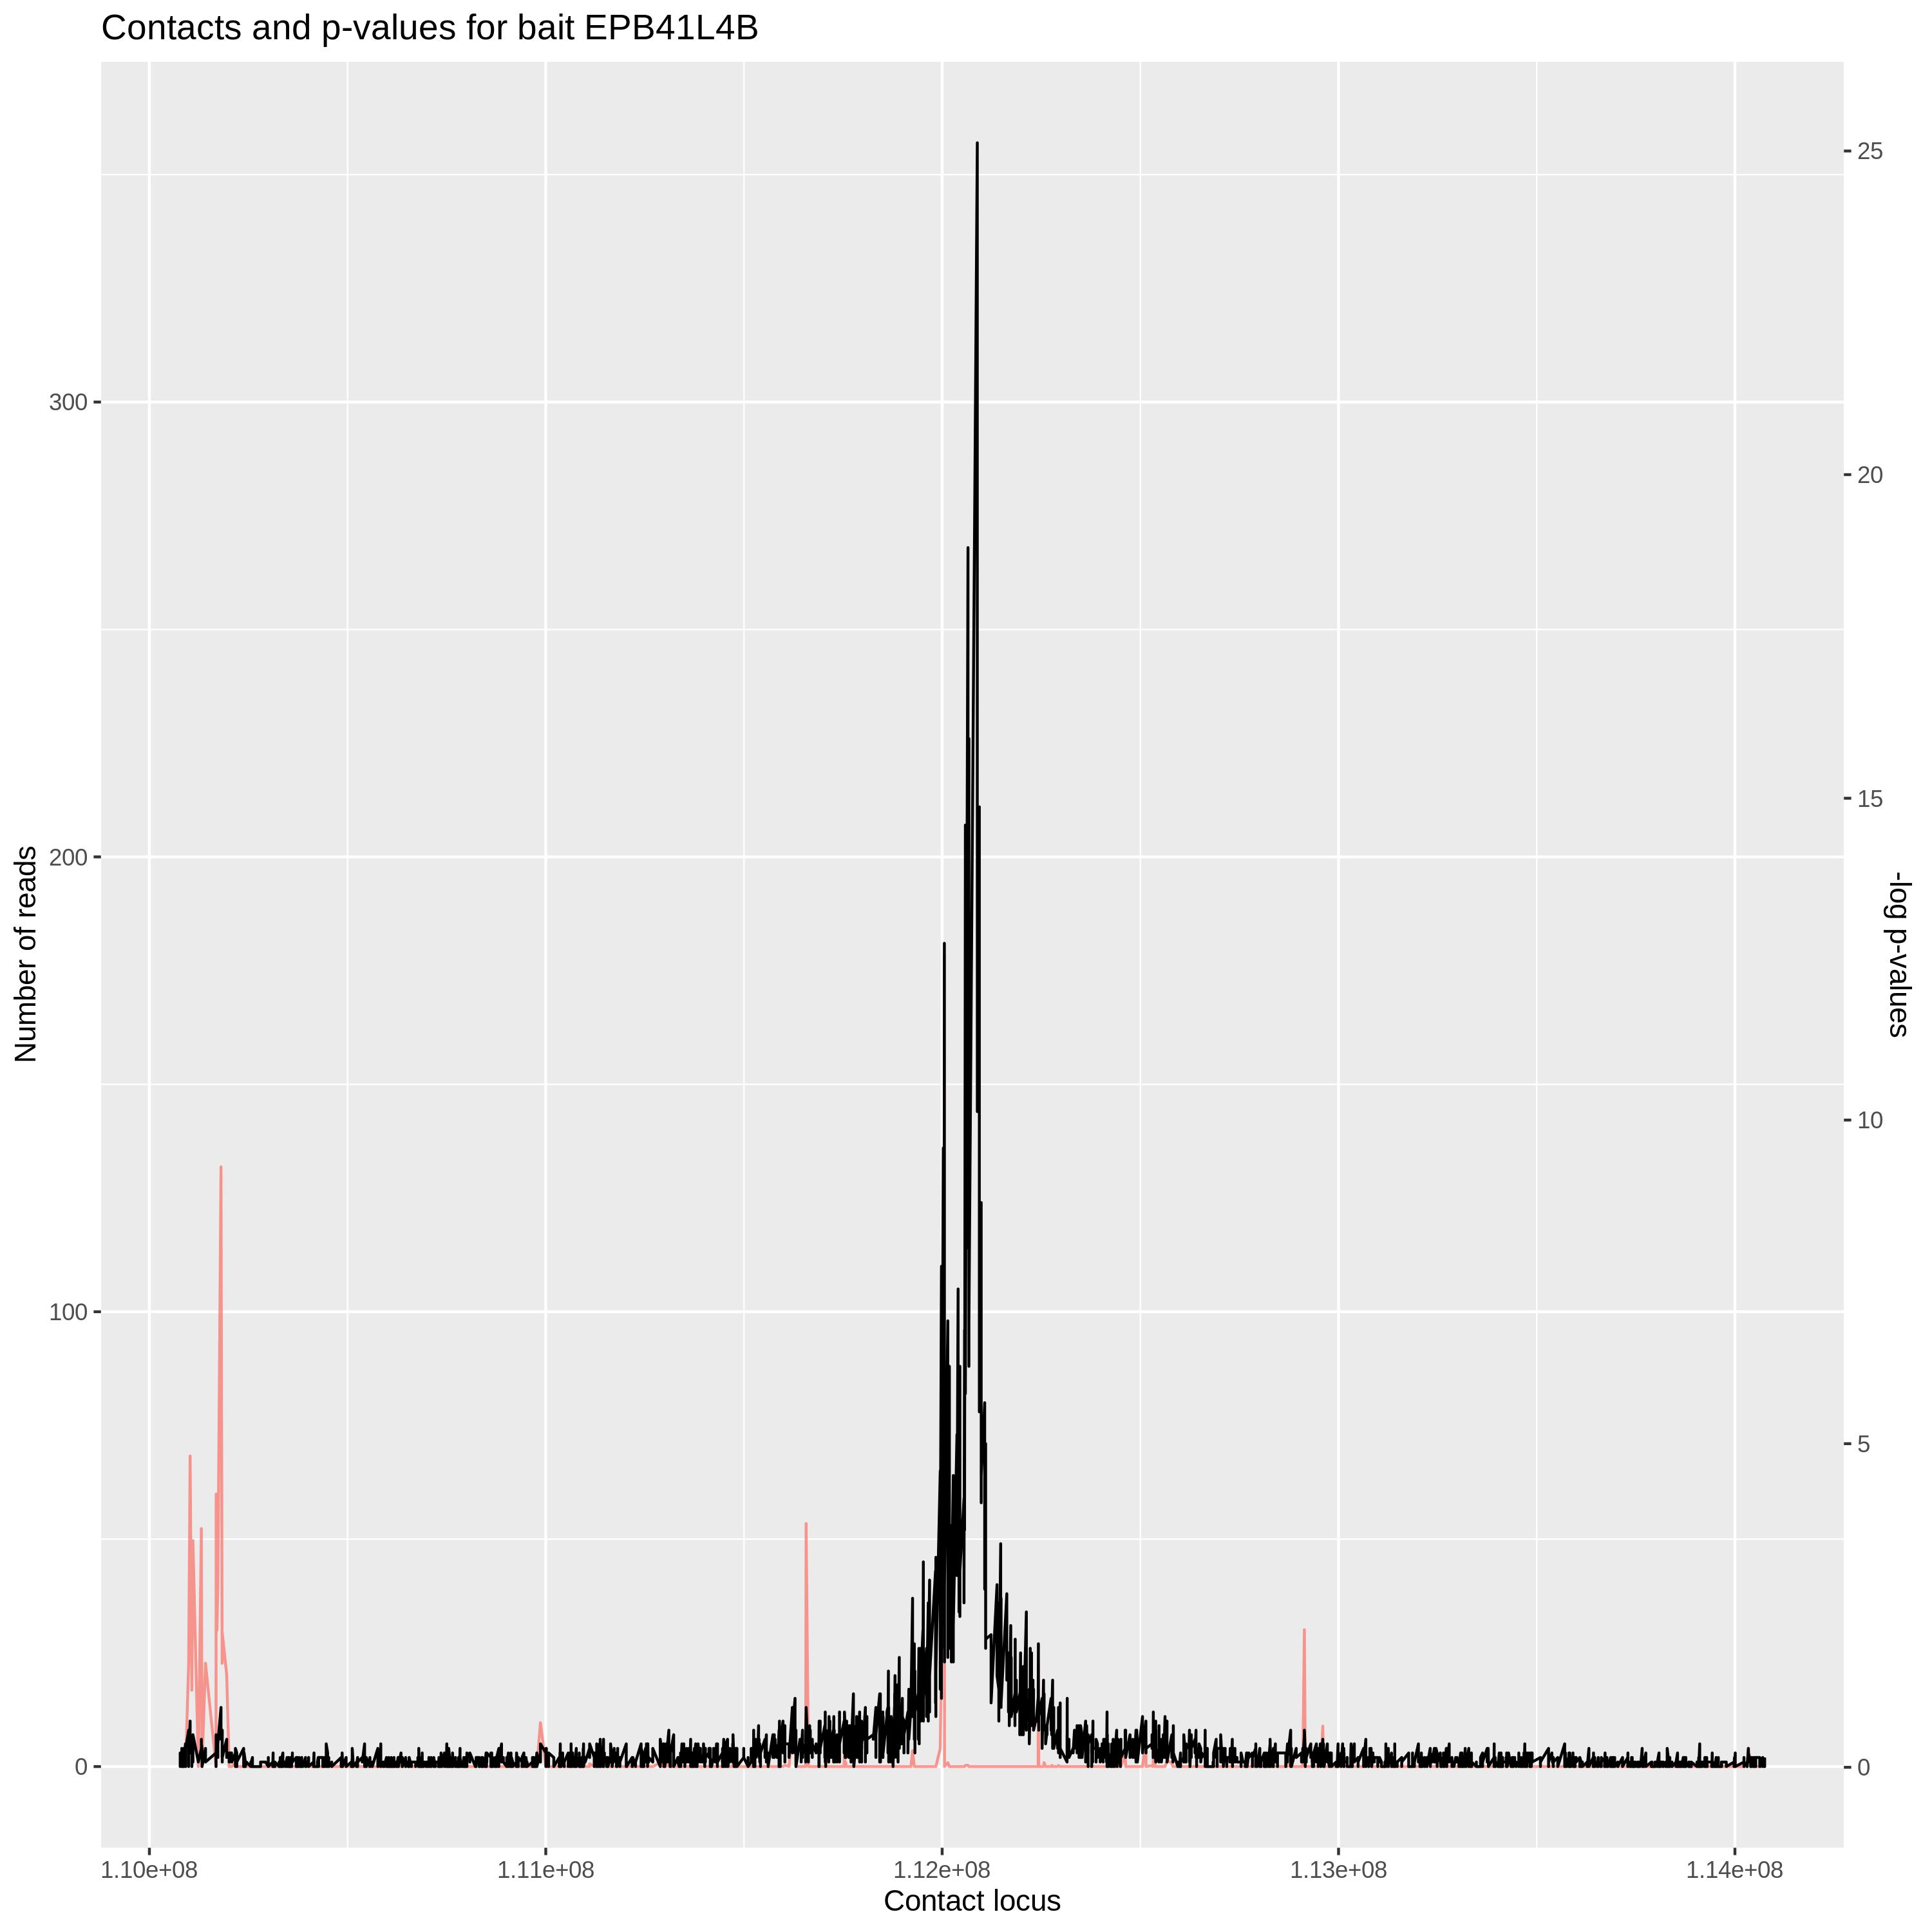 Contacts and p-values for bait EPB41L4B
300
200
100
0
Number of reads
25
20
15
10
5
0
-log p-values
1.10e+08
1.11e+08
1.12e+08
1.13e+08
1.14e+08
Contact locus